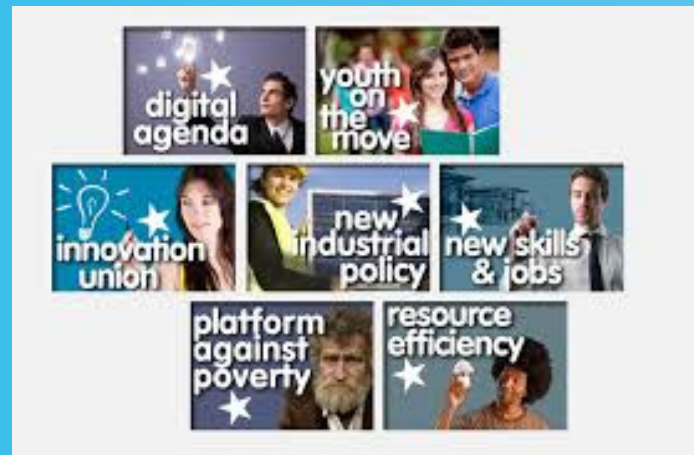 digital
agenda
youth
on
the
move
innovation
union
new
industrial
policy
new skills
& jobs
platform
against
poverty
resource
efficiency